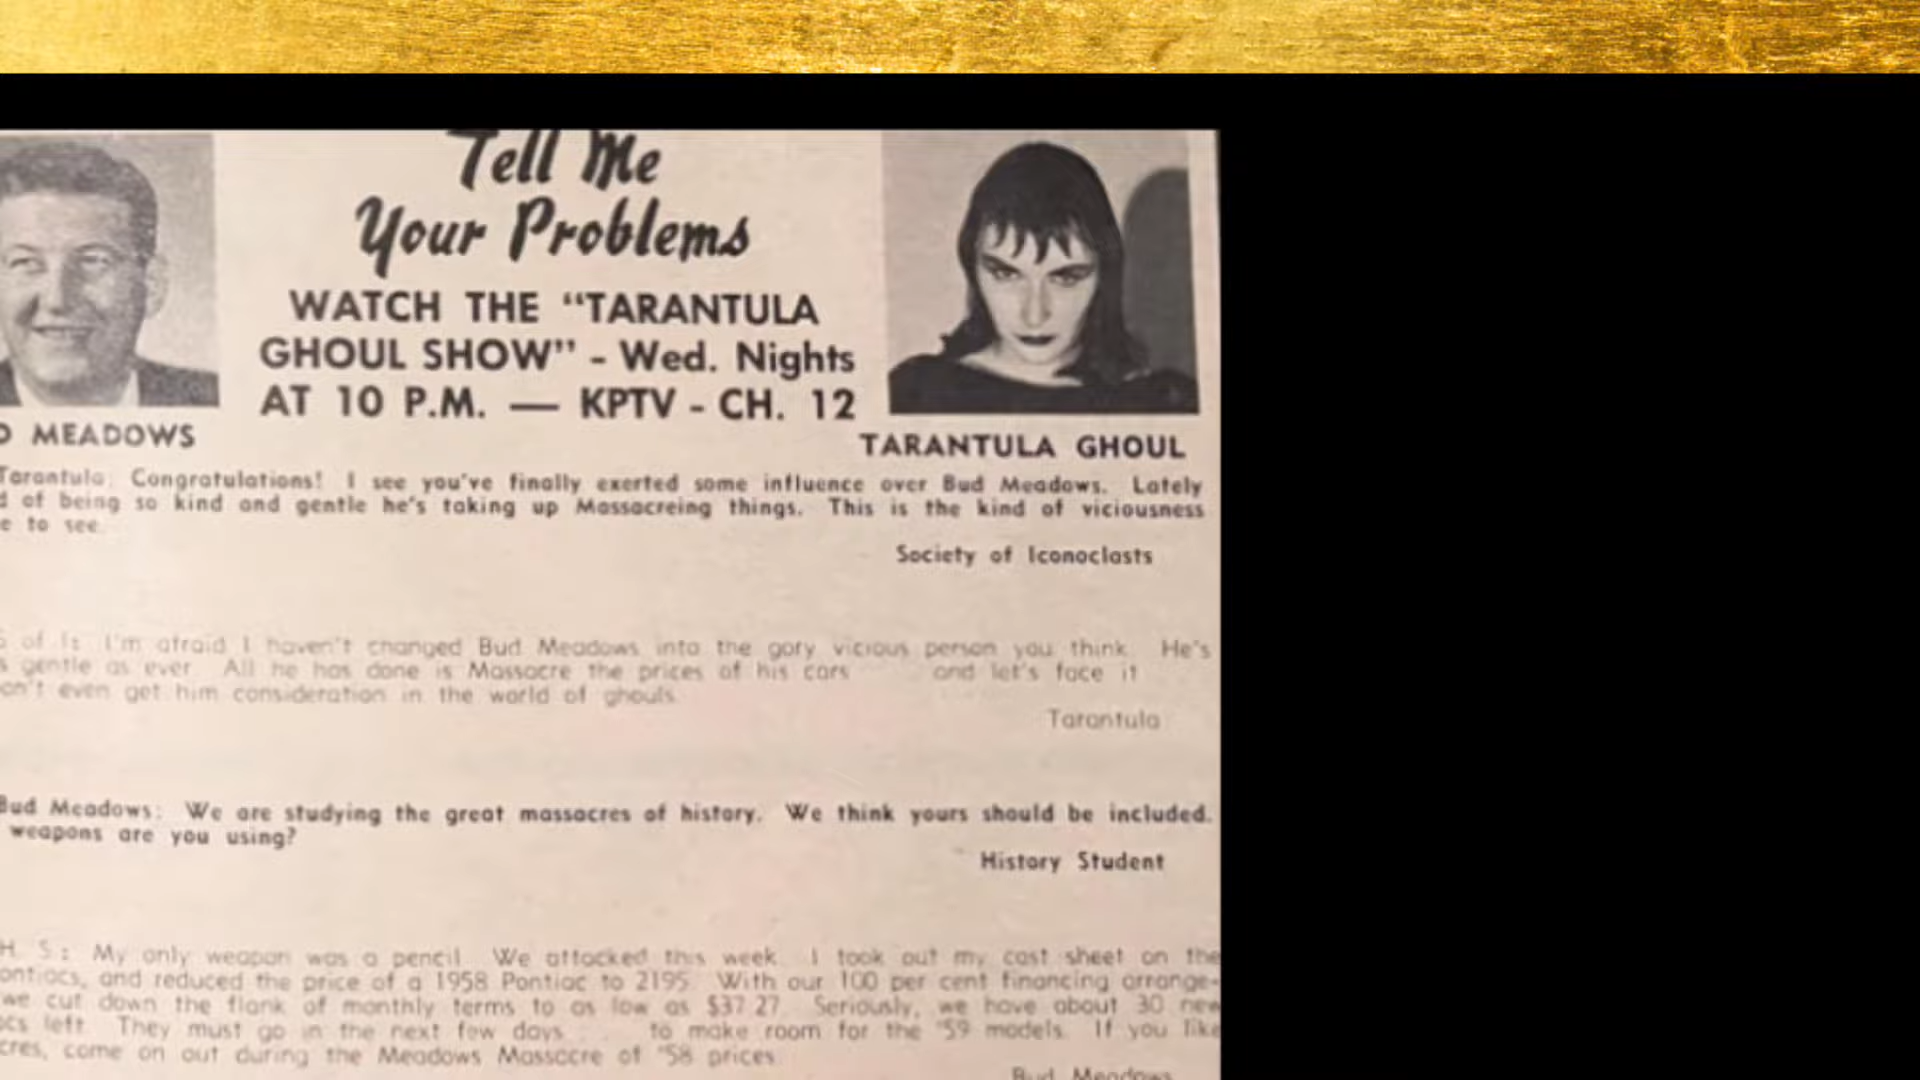 Tell Me
Your Problems
WATCH THE "TARANTULA
GHOUL SHOW" - Wed. Nights
AT 10 P.M. — KPTV - CH. 12
D MEADOWS
TARANTULA GHOUL
Tarantula: Congratulations! I see you've finally exerted some influence over Bud Meadows. Lately
d of being so kind and gentle he's taking up Massacreing things. This is the kind of viciousness
e to see.
Society of Iconoclasts
of I: I'm afraid I haven't changed Bud Meadows into the gory vicious person you think. He's
s gentle as ever. All he has done is Massacre the prices of his cars and let's face it
on't even get him consideration in the world of ghouls.
Tarantula
Bud Meadows: We are studying the great massacres of history. We think yours should be included.
weapons are you using?
History Student
H. S.: My only weapon was a pencil. We attacked this week. I took out my cost sheet on the
ontiacs, and reduced the price of a 1958 Pontiac to 2195. With our 100 per cent financing arrange-
we cut down the flank of monthly terms to as low as $37.27. Seriously, we have about 30 new
acs left. They must go in the next few days . . . to make room for the '59 models. If you like
cres, come on out during the Meadows Massacre of '58 prices.
Bud Meadows